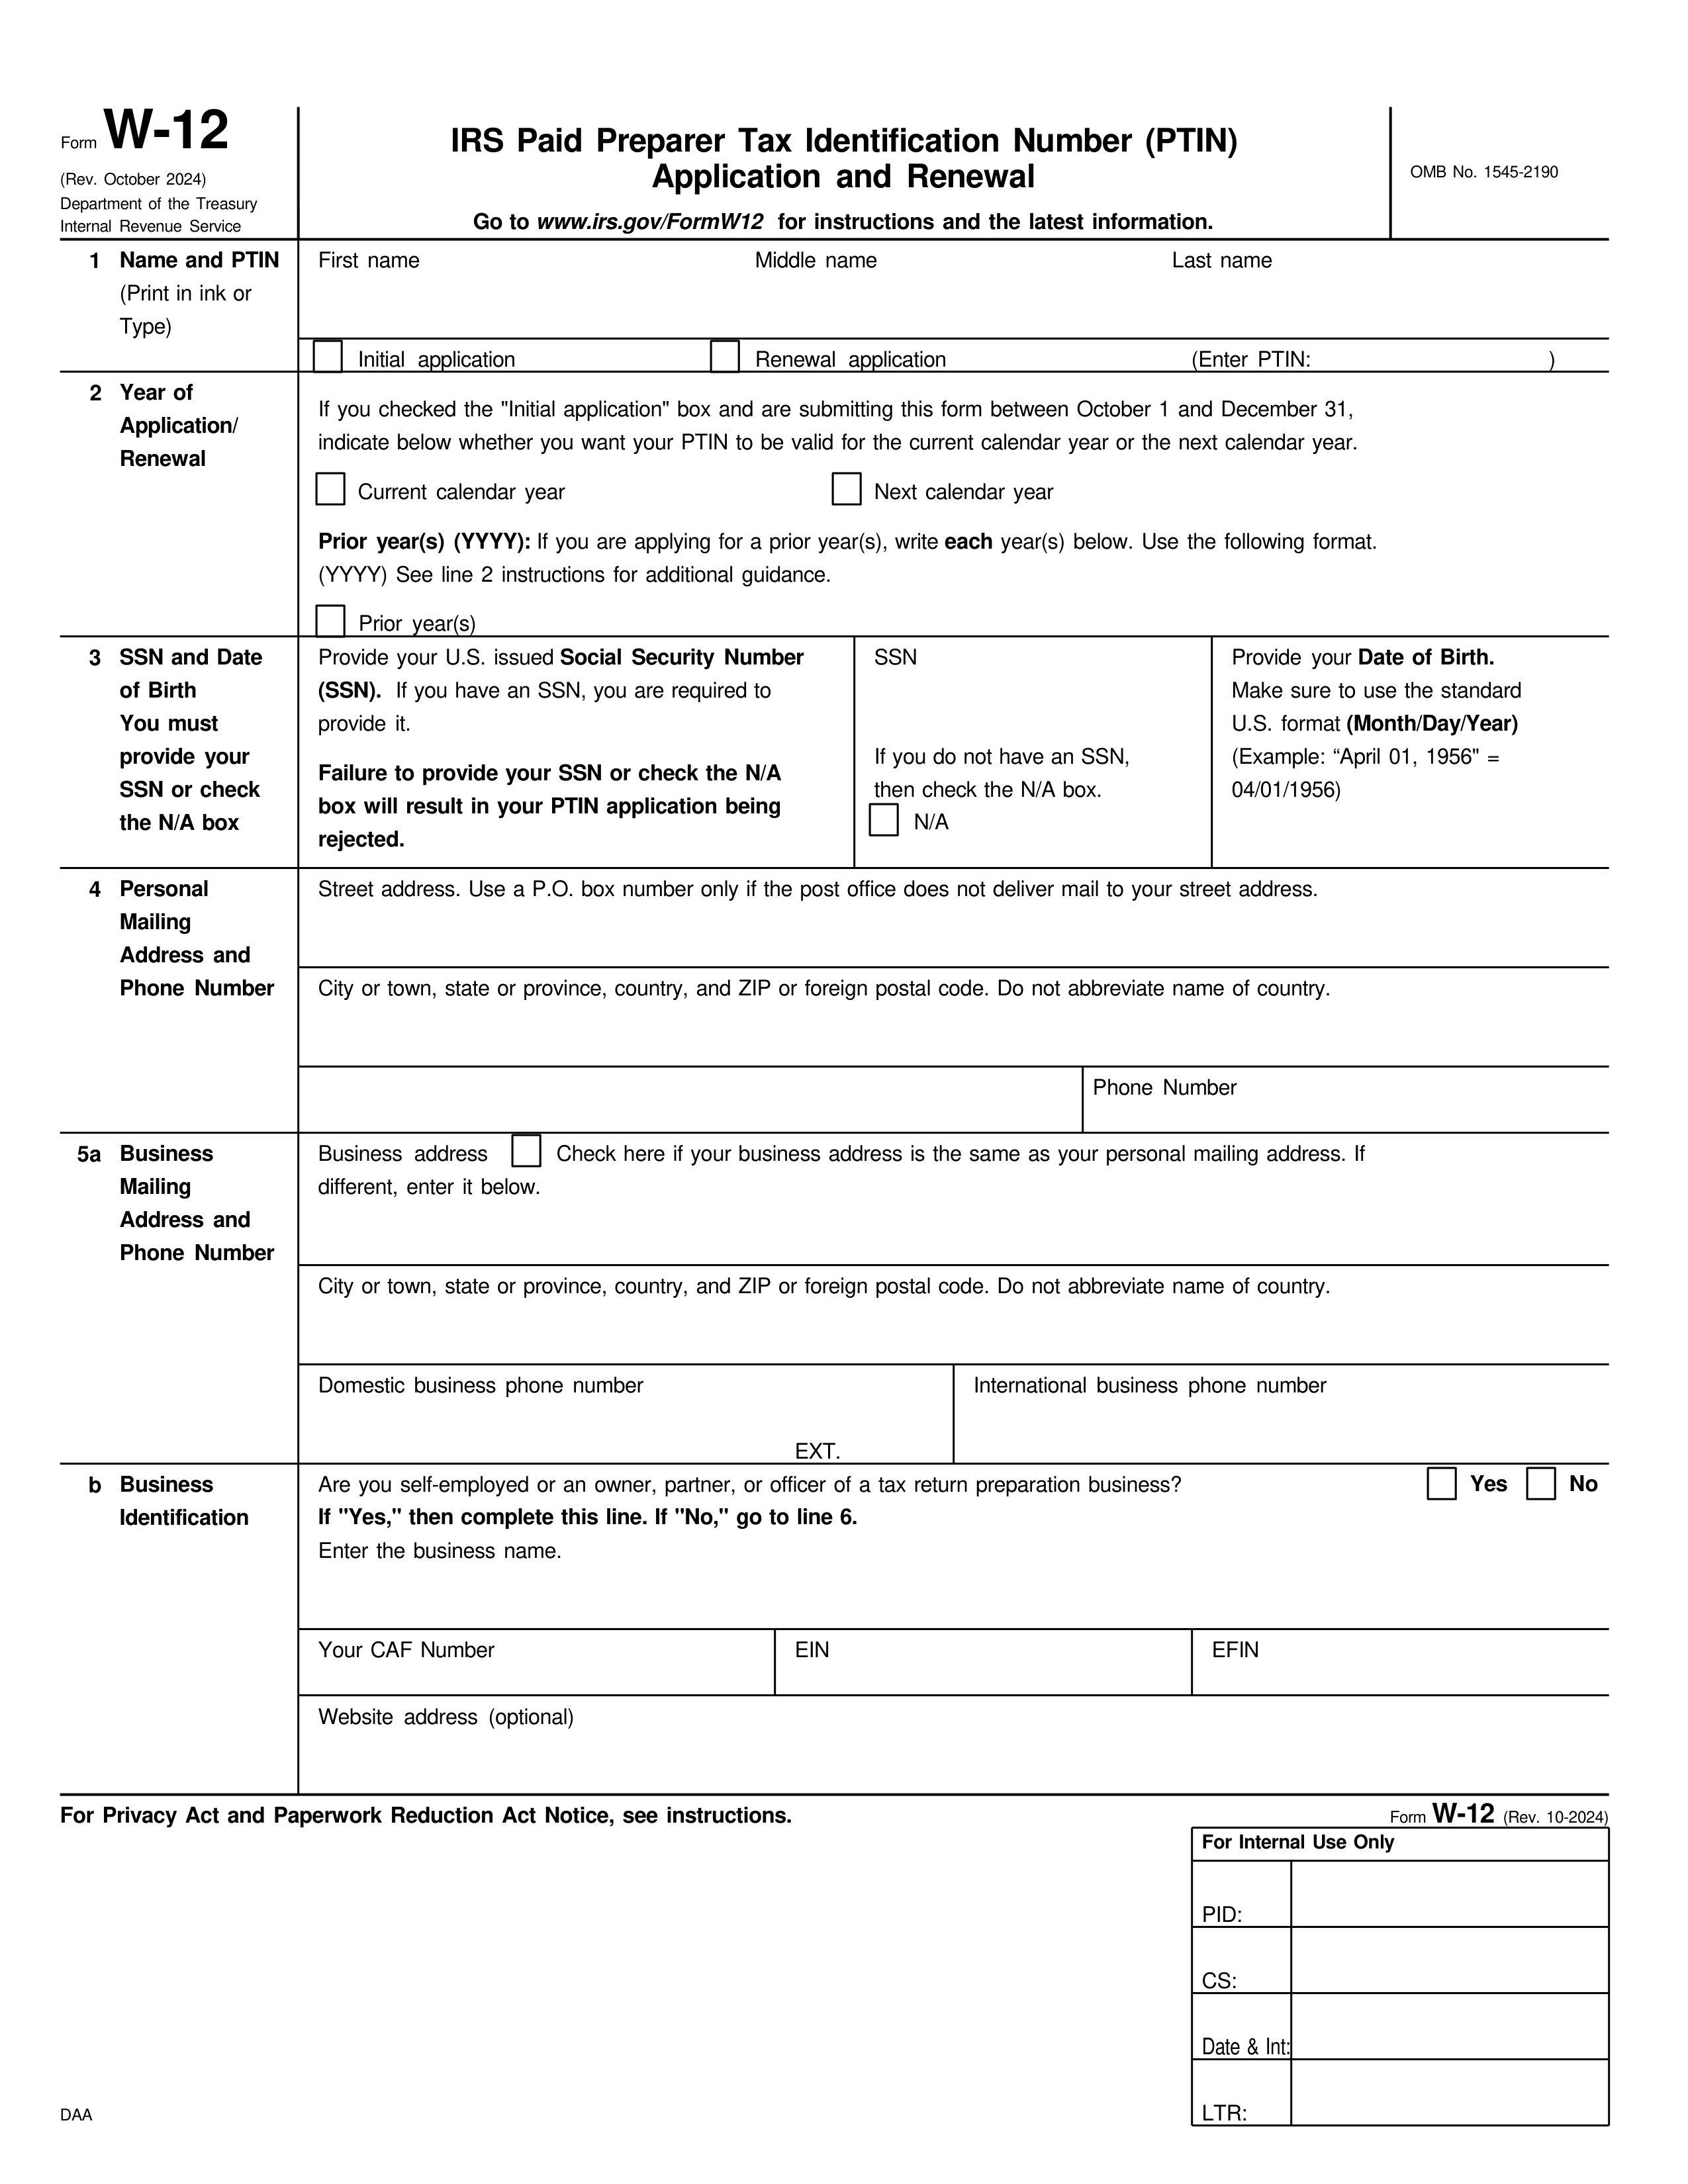 Form W-12
(Rev. October 2024)
Department of the Treasury
Internal Revenue Service
IRS Paid Preparer Tax Identification Number (PTIN)
Application and Renewal
Go to www.irs.gov/FormW12 for instructions and the latest information.
OMB No. 1545-2190
1 Name and PTIN
(Print in ink or
Type)
First name Middle name Last name
Initial application Renewal application (Enter PTIN: )
2 Year of
Application/
Renewal
If you checked the "Initial application" box and are submitting this form between October 1 and December 31,
indicate below whether you want your PTIN to be valid for the current calendar year or the next calendar year.
Current calendar year Next calendar year
Prior year(s) (YYYY): If you are applying for a prior year(s), write each year(s) below. Use the following format.
(YYYY) See line 2 instructions for additional guidance.
Prior year(s)
3 SSN and Date
of Birth
You must
provide your
SSN or check
the N/A box
Provide your U.S. issued Social Security Number
(SSN). If you have an SSN, you are required to
provide it.
Failure to provide your SSN or check the N/A
box will result in your PTIN application being
rejected.
SSN
If you do not have an SSN,
then check the N/A box.
N/A
Provide your Date of Birth.
Make sure to use the standard
U.S. format (Month/Day/Year)
(Example: “April 01, 1956" =
04/01/1956)
4 Personal
Mailing
Address and
Phone Number
Street address. Use a P.O. box number only if the post office does not deliver mail to your street address.
City or town, state or province, country, and ZIP or foreign postal code. Do not abbreviate name of country.
Phone Number
5a Business
Mailing
Address and
Phone Number
Business address Check here if your business address is the same as your personal mailing address. If
different, enter it below.
City or town, state or province, country, and ZIP or foreign postal code. Do not abbreviate name of country.
Domestic business phone number
EXT.
International business phone number
b Business
Identification
Are you self-employed or an owner, partner, or officer of a tax return preparation business? Yes No
If "Yes," then complete this line. If "No," go to line 6.
Enter the business name.
Your CAF Number EIN EFIN
Website address (optional)
For Privacy Act and Paperwork Reduction Act Notice, see instructions.
Form W-12 (Rev. 10-2024)
For Internal Use Only
PID:
CS:
Date & Int:
LTR:
DAA